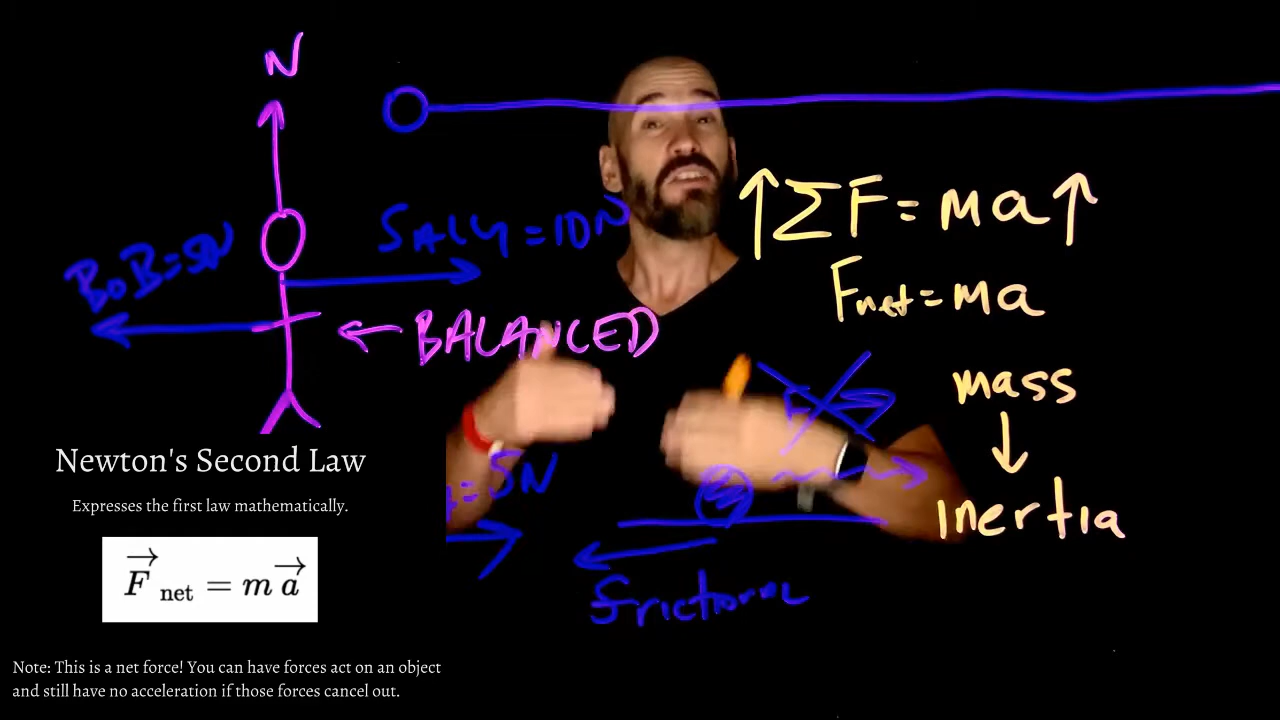 N
SALLY = 10N
BOB = 5N
← BALANCED
↑ΣF = ma↑
Fnet = ma
mass
↓
inertia
= 5N
frictional
Newton's Second Law
Expresses the first law mathematically.
F⃗ net = ma⃗
Note: This is a net force! You can have forces act on an object
and still have no acceleration if those forces cancel out.